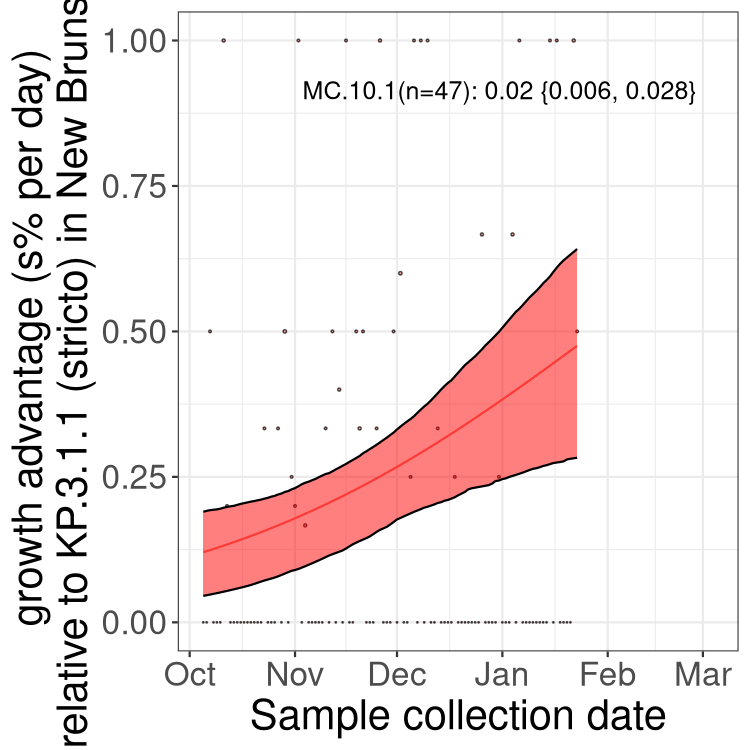 growth advantage (s% per day)
relative to KP.3.1.1 (stricto) in New Bruns
1.00
0.75
0.50
0.25
0.00
MC.10.1(n=47): 0.02 {0.006, 0.028}
Oct Nov Dec Jan Feb Mar
Sample collection date